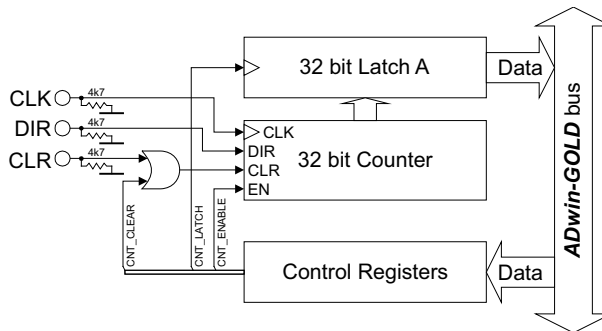 32 bit Latch A
Data
CLK
4k7
DIR
4k7
CLR
4k7
CLK
DIR
CLR
EN
32 bit Counter
CNT_CLEAR
CNT_LATCH
CNT_ENABLE
Control Registers
Data
ADwin-GOLD bus